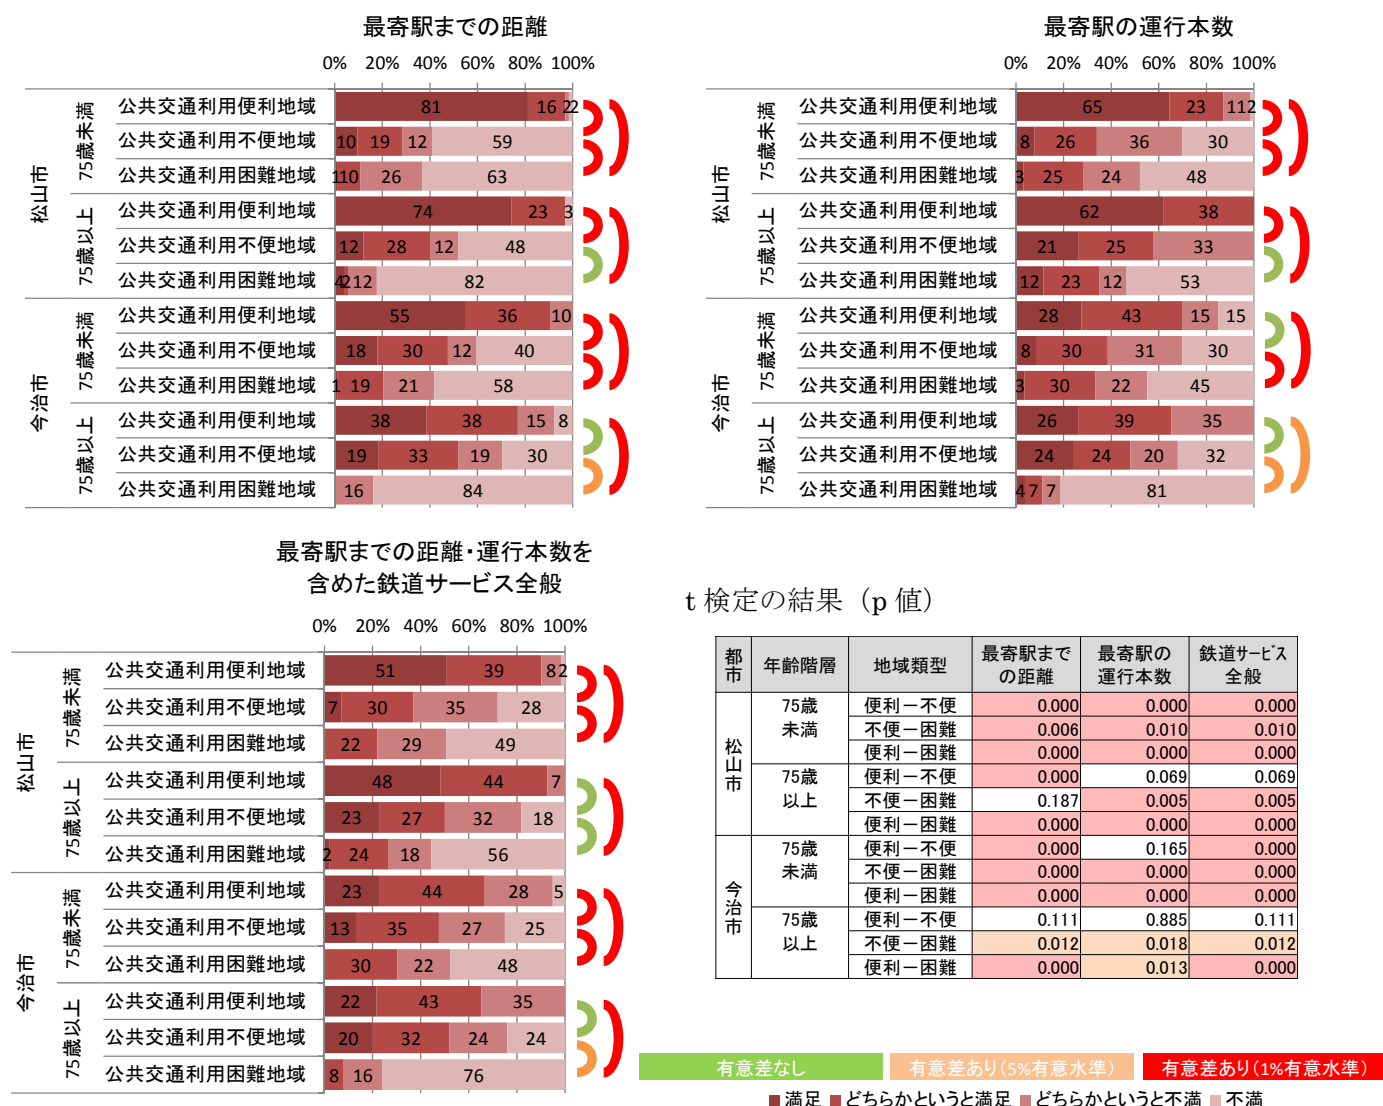 最寄駅までの距離
0% 20% 40% 60% 80% 100%
松山市
75歳未満
公共交通利用便利地域 81 16 2 2
公共交通利用不便地域 10 19 12 59
公共交通利用困難地域 1 10 26 63
75歳以上
公共交通利用便利地域 74 23 3
公共交通利用不便地域 12 28 12 48
公共交通利用困難地域 4 2 12 82
今治市
75歳未満
公共交通利用便利地域 55 36 10
公共交通利用不便地域 18 30 12 40
公共交通利用困難地域 1 19 21 58
75歳以上
公共交通利用便利地域 38 38 15 8
公共交通利用不便地域 19 33 19 30
公共交通利用困難地域 16 84
最寄駅の運行本数
0% 20% 40% 60% 80% 100%
松山市
75歳未満
公共交通利用便利地域 65 23 11 2
公共交通利用不便地域 8 26 36 30
公共交通利用困難地域 3 25 24 48
75歳以上
公共交通利用便利地域 62 38
公共交通利用不便地域 21 25 33
公共交通利用困難地域 12 23 12 53
今治市
75歳未満
公共交通利用便利地域 28 43 15 15
公共交通利用不便地域 8 30 31 30
公共交通利用困難地域 3 30 22 45
75歳以上
公共交通利用便利地域 26 39 35
公共交通利用不便地域 24 24 20 32
公共交通利用困難地域 4 7 7 81
最寄駅までの距離・運行本数を
含めた鉄道サービス全般
0% 20% 40% 60% 80% 100%
松山市
75歳未満
公共交通利用便利地域 51 39 8 2
公共交通利用不便地域 7 30 35 28
公共交通利用困難地域 22 29 49
75歳以上
公共交通利用便利地域 48 44 7
公共交通利用不便地域 23 27 32 18
公共交通利用困難地域 2 24 18 56
今治市
75歳未満
公共交通利用便利地域 23 44 28 5
公共交通利用不便地域 13 35 27 25
公共交通利用困難地域 30 22 48
75歳以上
公共交通利用便利地域 22 43 35
公共交通利用不便地域 20 32 24 24
公共交通利用困難地域 8 16 76
t 検定の結果（p 値）
都市 年齢階層 地域類型 最寄駅までの距離 最寄駅の運行本数 鉄道サービス全般
松山市 75歳未満 便利－不便 0.000 0.000 0.000
不便－困難 0.006 0.010 0.010
便利－困難 0.000 0.000 0.000
75歳以上 便利－不便 0.000 0.069 0.069
不便－困難 0.187 0.005 0.005
便利－困難 0.000 0.000 0.000
今治市 75歳未満 便利－不便 0.000 0.165 0.000
不便－困難 0.000 0.000 0.000
便利－困難 0.000 0.000 0.000
75歳以上 便利－不便 0.111 0.885 0.111
不便－困難 0.012 0.018 0.012
便利－困難 0.000 0.013 0.000
有意差なし 有意差あり（5%有意水準） 有意差あり（1%有意水準）
満足 どちらかというと満足 どちらかというと不満 不満